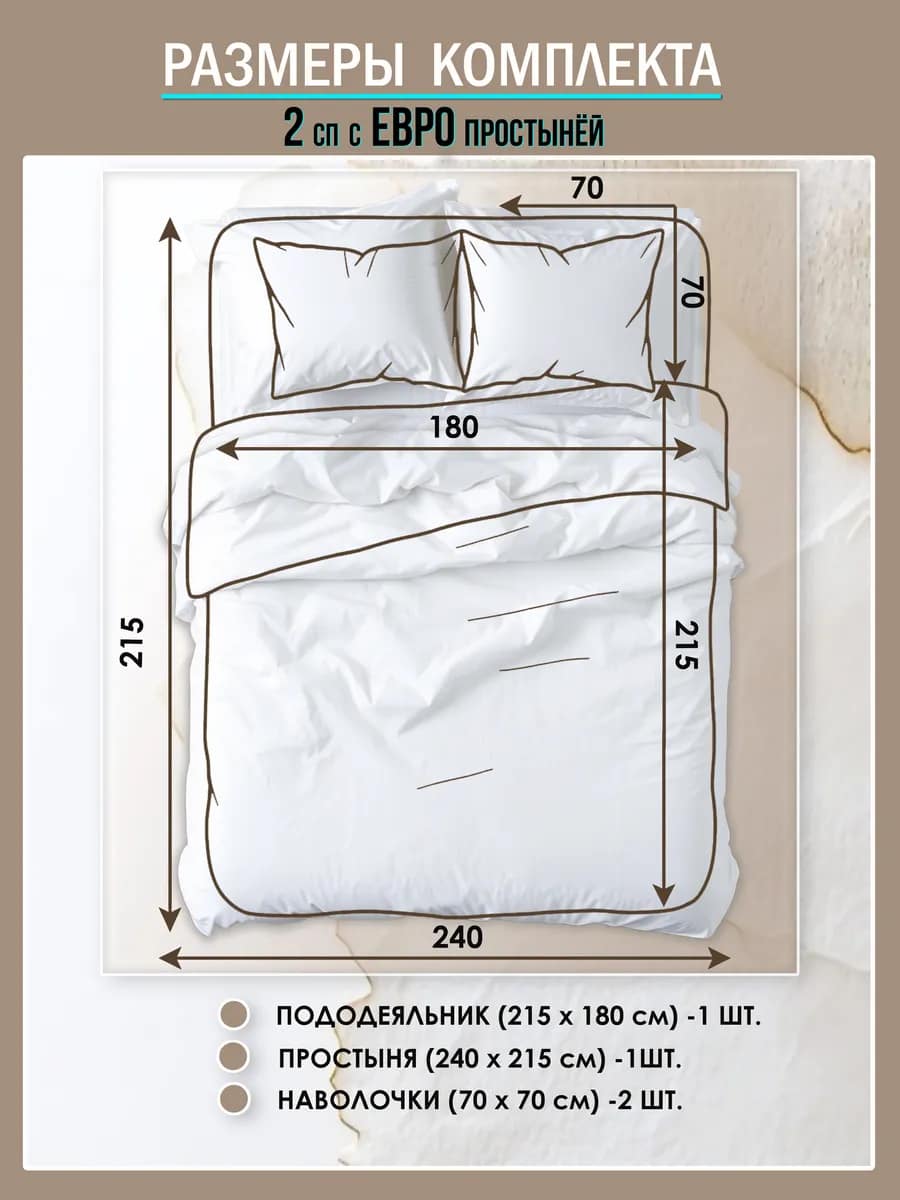 РАЗМЕРЫ КОМПЛЕКТА
2 СП С ЕВРО ПРОСТЫНЁЙ
70
70
180
215
215
240
ПОДОДЕЯЛЬНИК (215 х 180 см) -1 ШТ.
ПРОСТЫНЯ (240 х 215 см) -1ШТ.
НАВОЛОЧКИ (70 х 70 см) -2 ШТ.